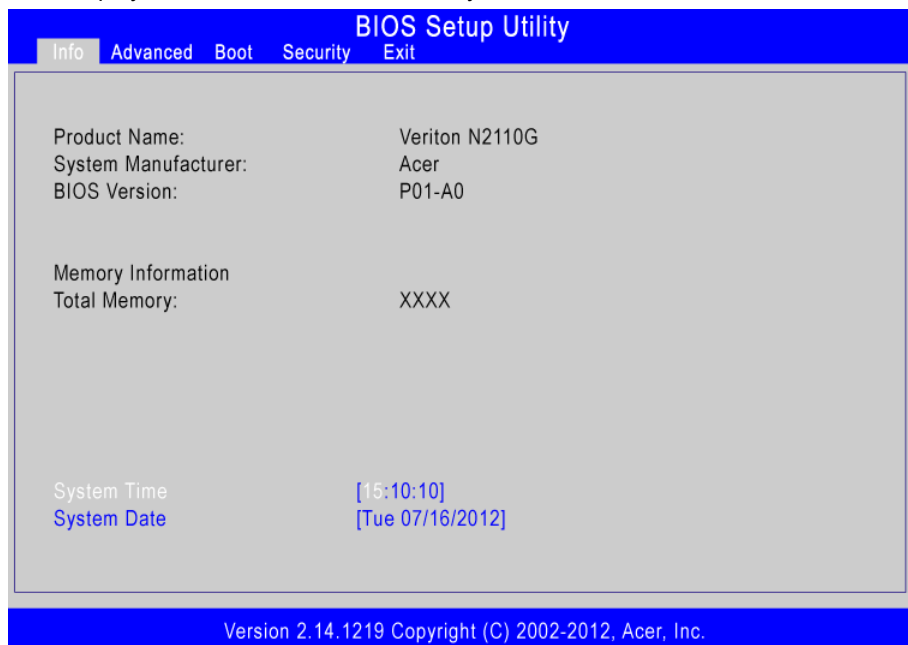 BIOS Setup Utility
Info Advanced Boot Security Exit
Product Name: Veriton N2110G
System Manufacturer: Acer
BIOS Version: P01-A0
Memory Information
Total Memory: XXXX
System Time [15:10:10]
System Date [Tue 07/16/2012]
Version 2.14.1219 Copyright (C) 2002-2012, Acer, Inc.